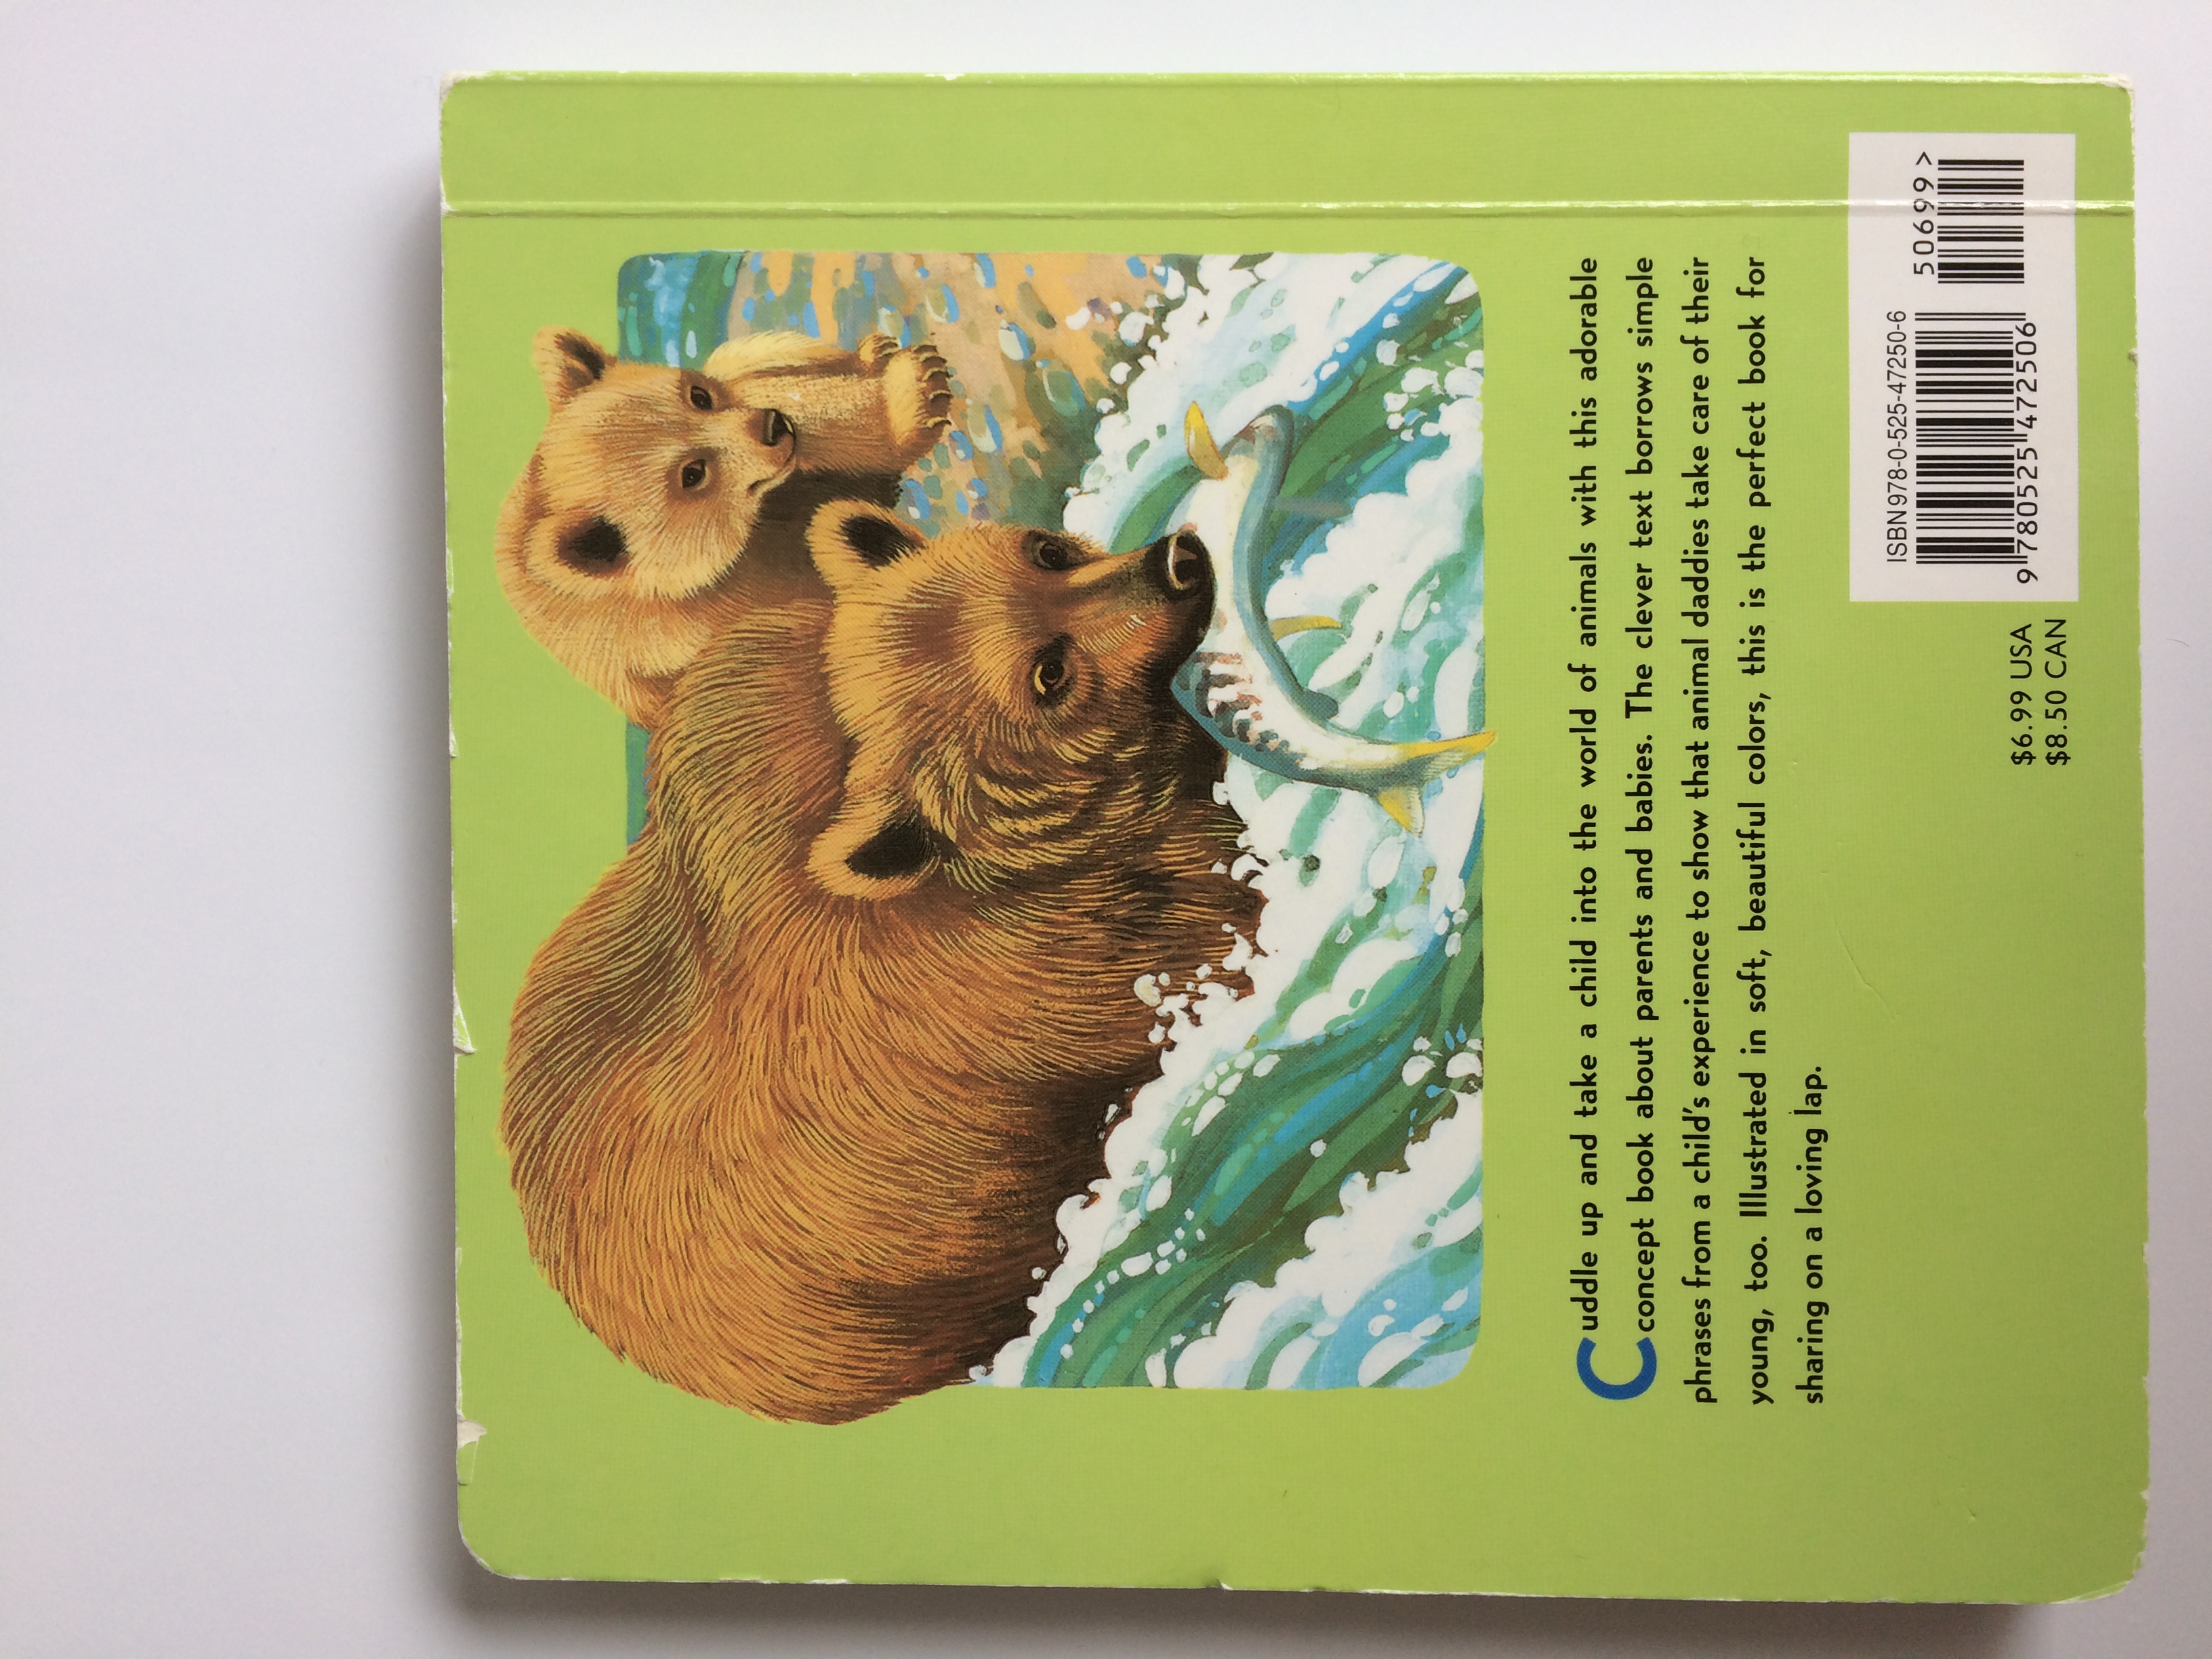 Cuddle up and take a child into the world of animals with this adorable
concept book about parents and babies. The clever text borrows simple
phrases from a child's experience to show that animal daddies take care of their
young, too. Illustrated in soft, beautiful colors, this is the perfect book for
sharing on a loving lap.
ISBN 978-0-525-47250-6
50699 >
9 780525 472506
$6.99 USA
$8.50 CAN